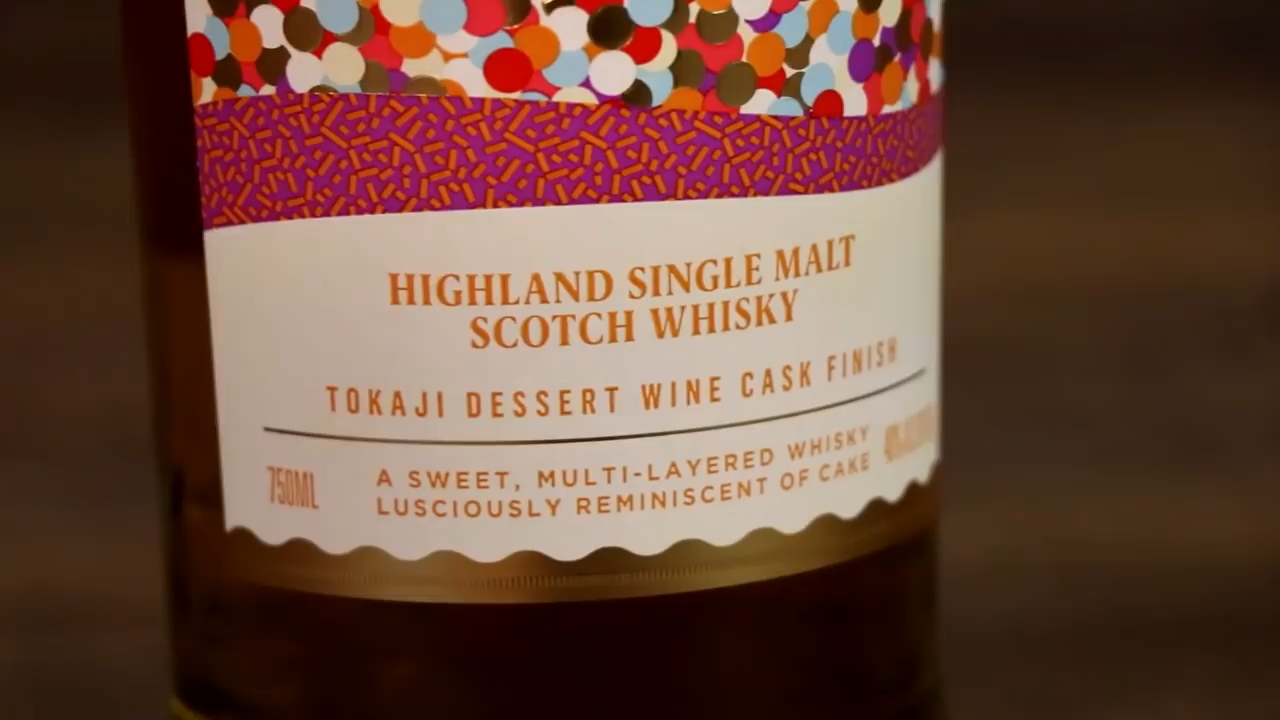 HIGHLAND SINGLE MALT
SCOTCH WHISKY
TOKAJI DESSERT WINE CASK FINISH
750ML
A SWEET, MULTI-LAYERED WHISKY
LUSCIOUSLY REMINISCENT OF CAKE